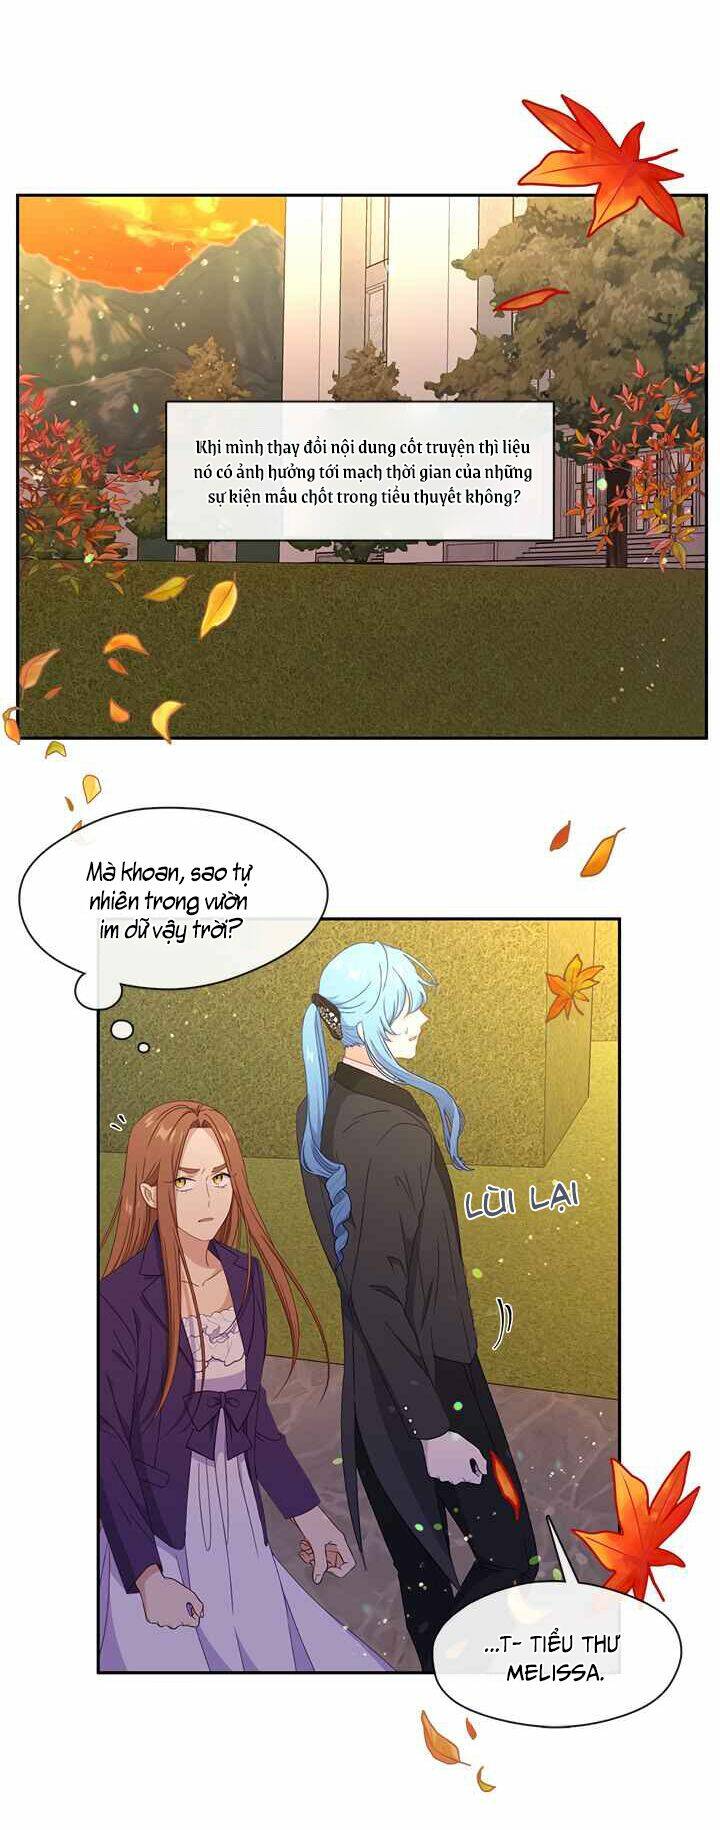 Khi mình thay đổi nội dung cốt truyện thì liệu
nó có ảnh hưởng tới mạch thời gian của những
sự kiện mấu chốt trong tiểu thuyết không?
Mà khoan, sao tự
nhiên trong vườn
im dữ vậy trời?
LÙI LẠI
...T- TIỂU THƯ
MELISSA.